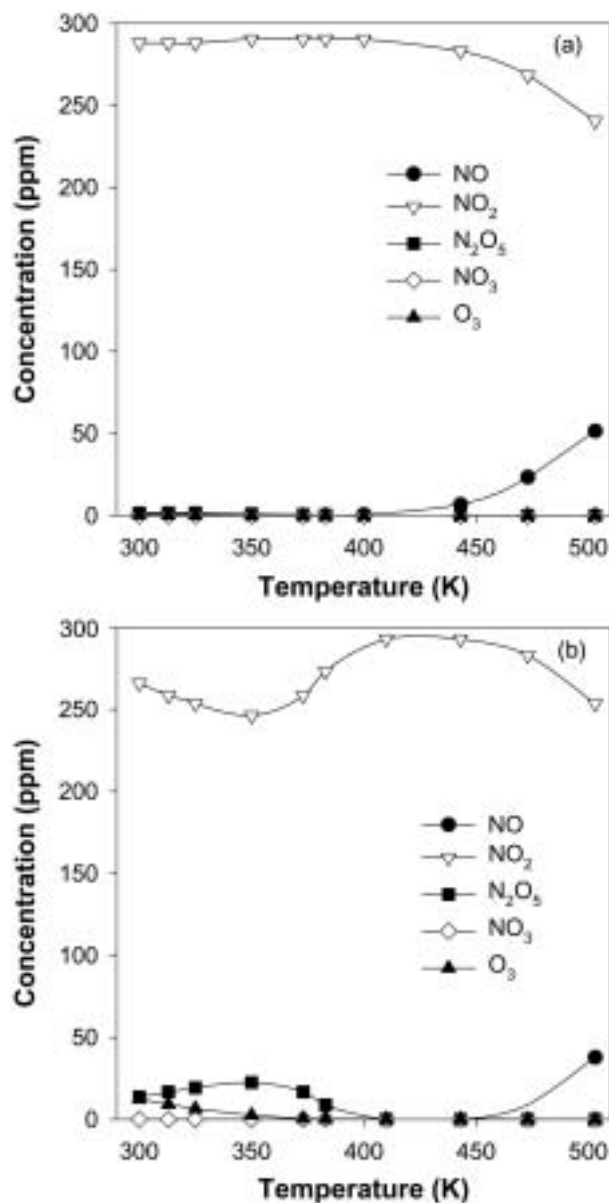 300
(a)
250
NO
200
NO₂
N₂O₅
150
NO₃
O₃
100
50
0
300 350 400 450 500
Temperature (K)
Concentration (ppm)
300
(b)
250
200
NO
NO₂
150
N₂O₅
NO₃
100
O₃
50
0
300 350 400 450 500
Temperature (K)
Concentration (ppm)